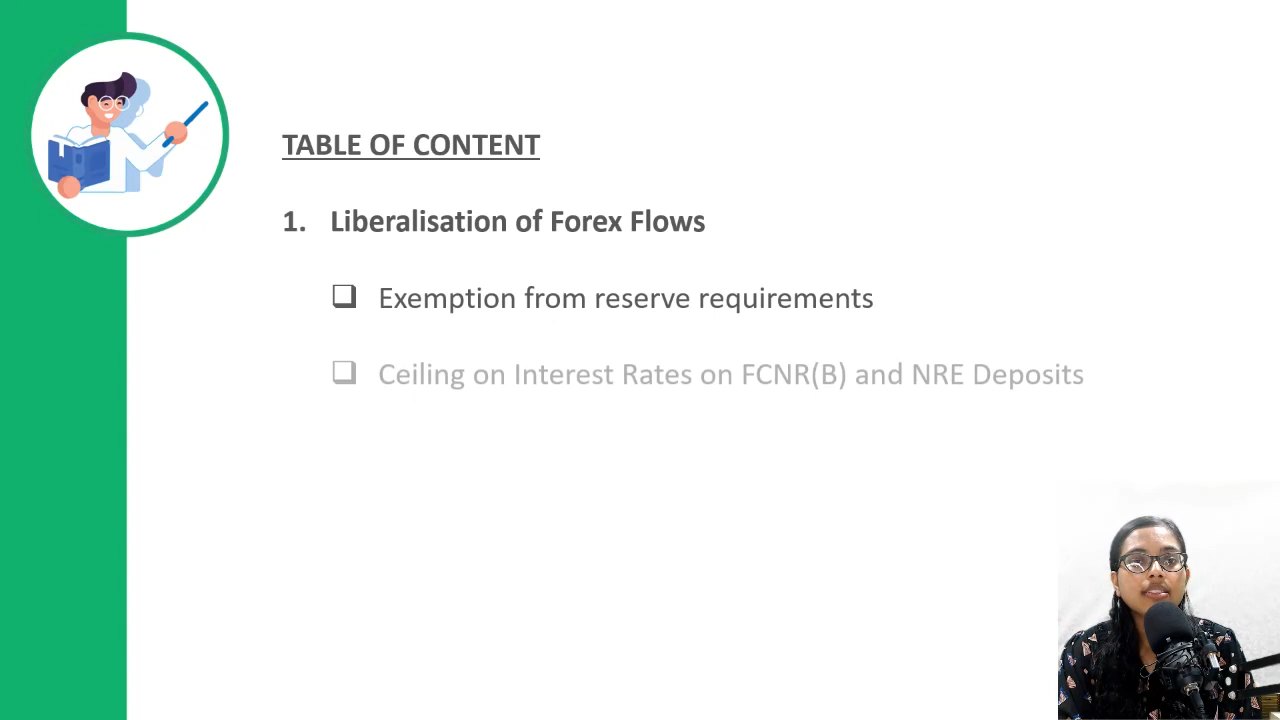 TABLE OF CONTENT
1. Liberalisation of Forex Flows
❑ Exemption from reserve requirements
❑ Ceiling on Interest Rates on FCNR(B) and NRE Deposits